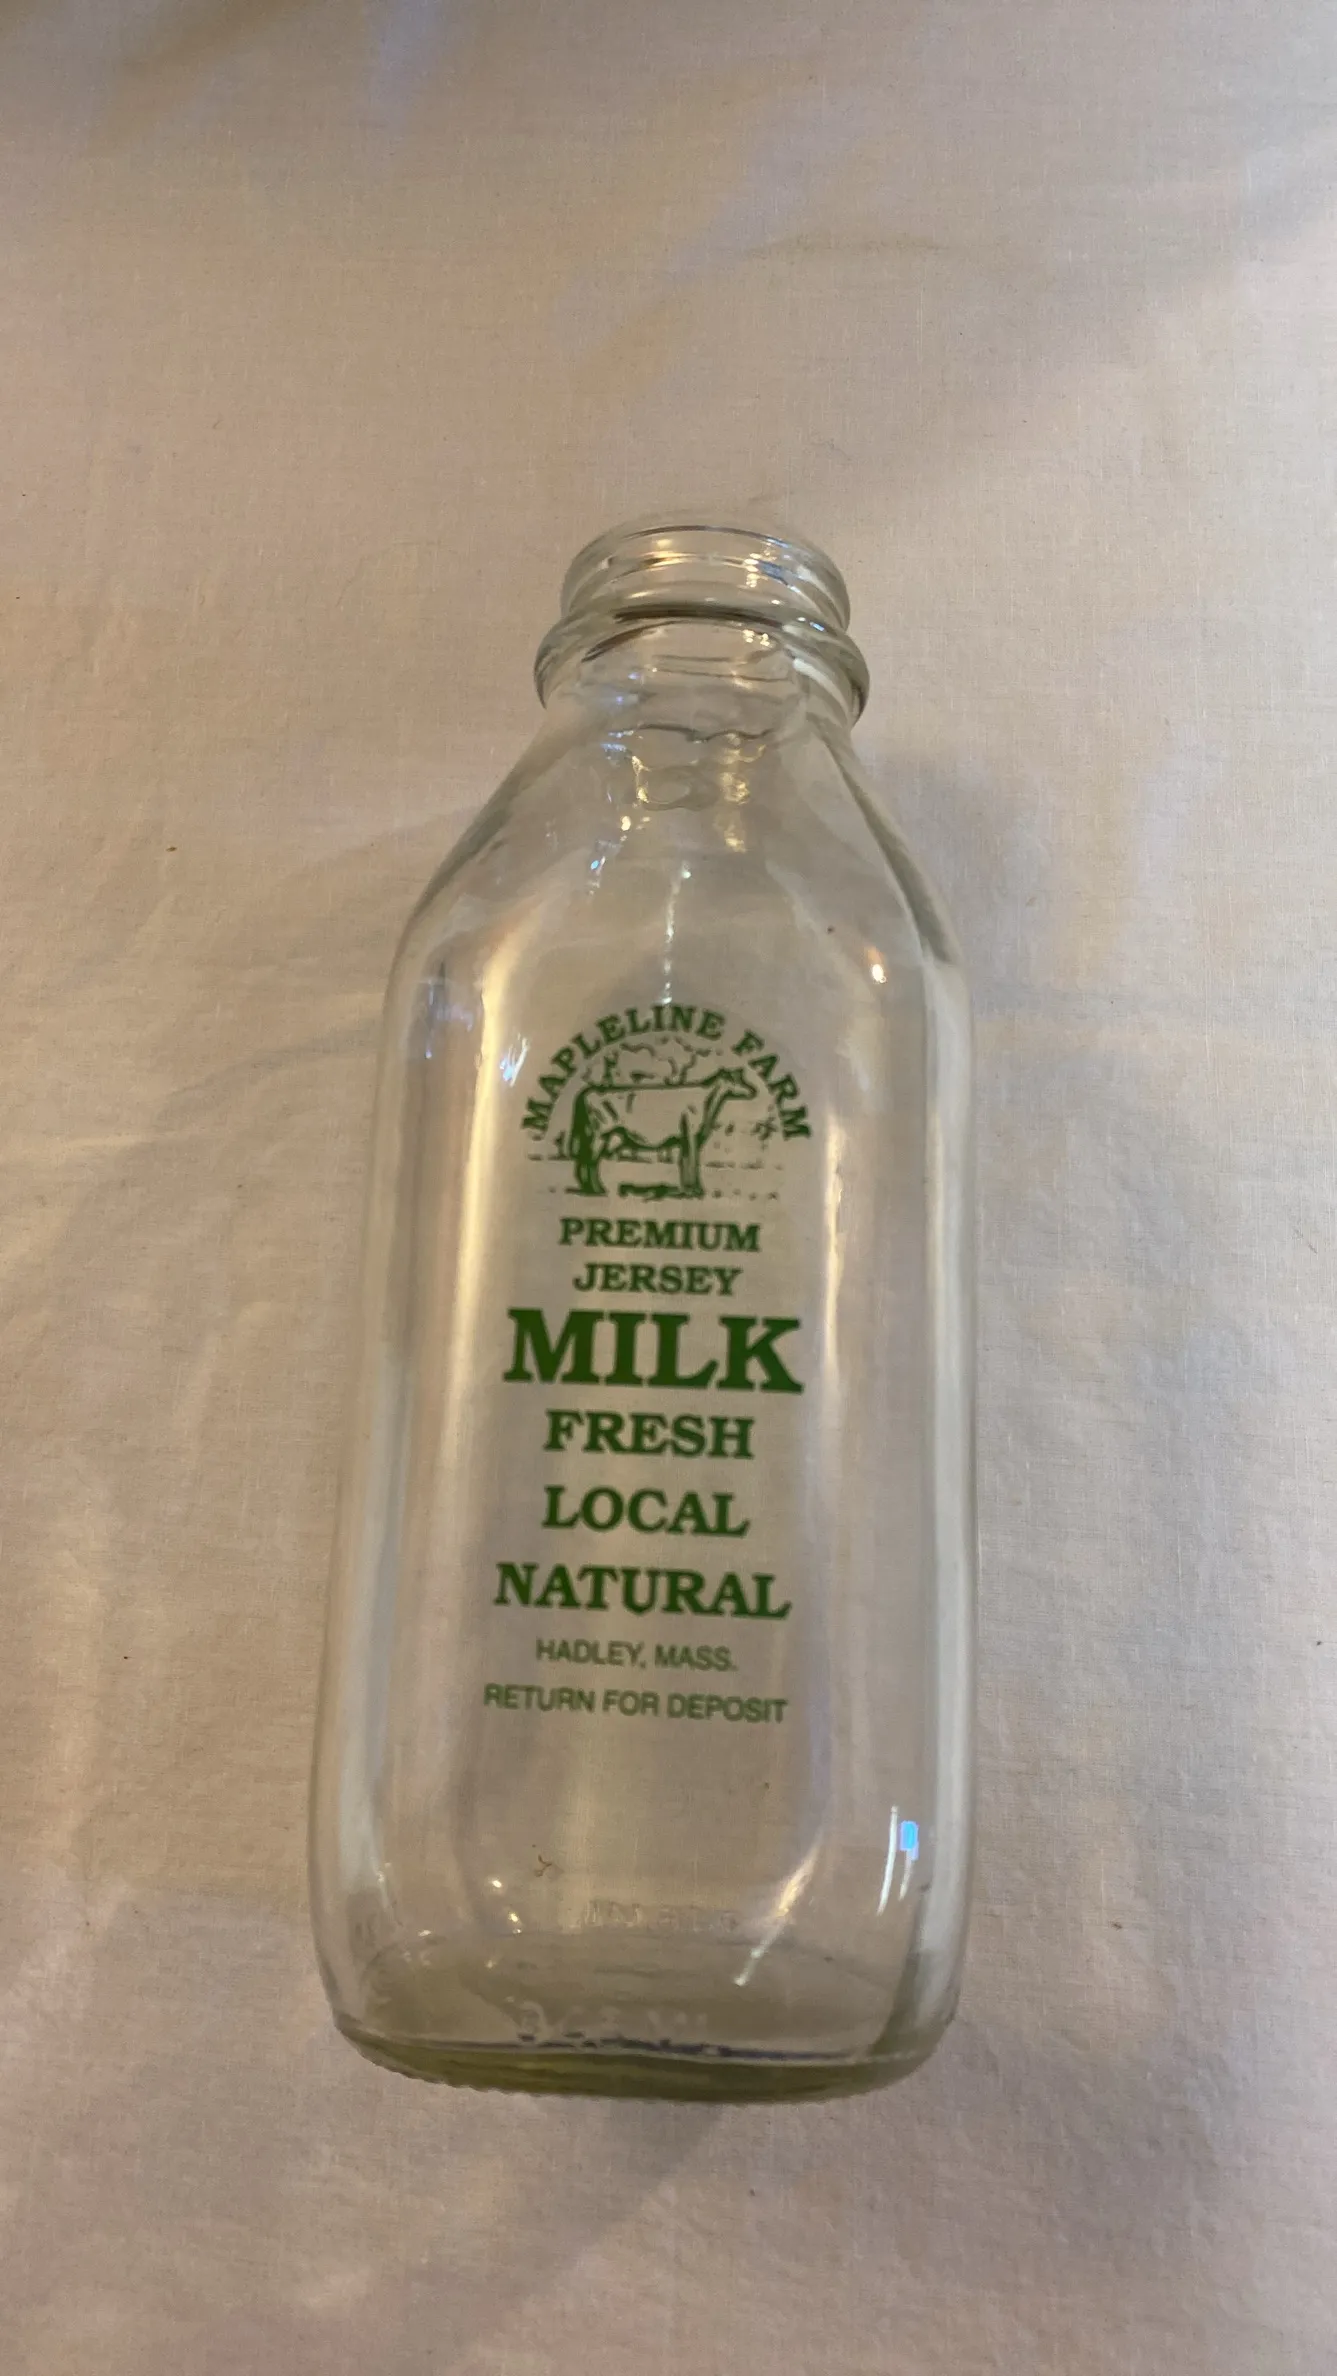 MAPLELINE FARM
PREMIUM
JERSEY
MILK
FRESH
LOCAL
NATURAL
HADLEY, MASS.
RETURN FOR DEPOSIT